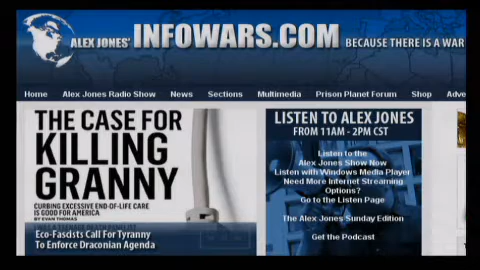 ALEX JONES' INFOWARS.COM BECAUSE THERE IS A WAR
Home Alex Jones Radio Show News Sections Multimedia Prison Planet Forum Shop Adve
THE CASE FOR
KILLING
GRANNY
CURBING EXCESSIVE END-OF-LIFE CARE
IS GOOD FOR AMERICA
BY EVAN THOMAS
Eco-Fascists Call For Tyranny
To Enforce Draconian Agenda
LISTEN TO ALEX JONES
FROM 11AM - 2PM CST
Listen to the
Alex Jones Show Now
Listen with Windows Media Player
Need More Internet Streaming
Options?
Go to the Listen Page
The Alex Jones Sunday Edition
Get the Podcast